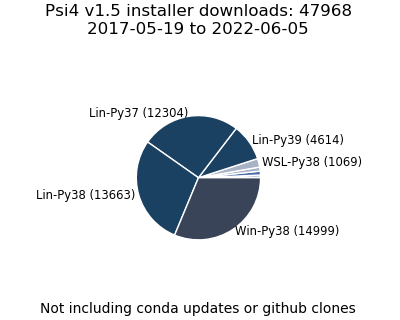 Psi4 v1.5 installer downloads: 47968
2017-05-19 to 2022-06-05
Lin-Py37 (12304)
Lin-Py39 (4614)
WSL-Py38 (1069)
Lin-Py38 (13663)
Win-Py38 (14999)
Not including conda updates or github clones